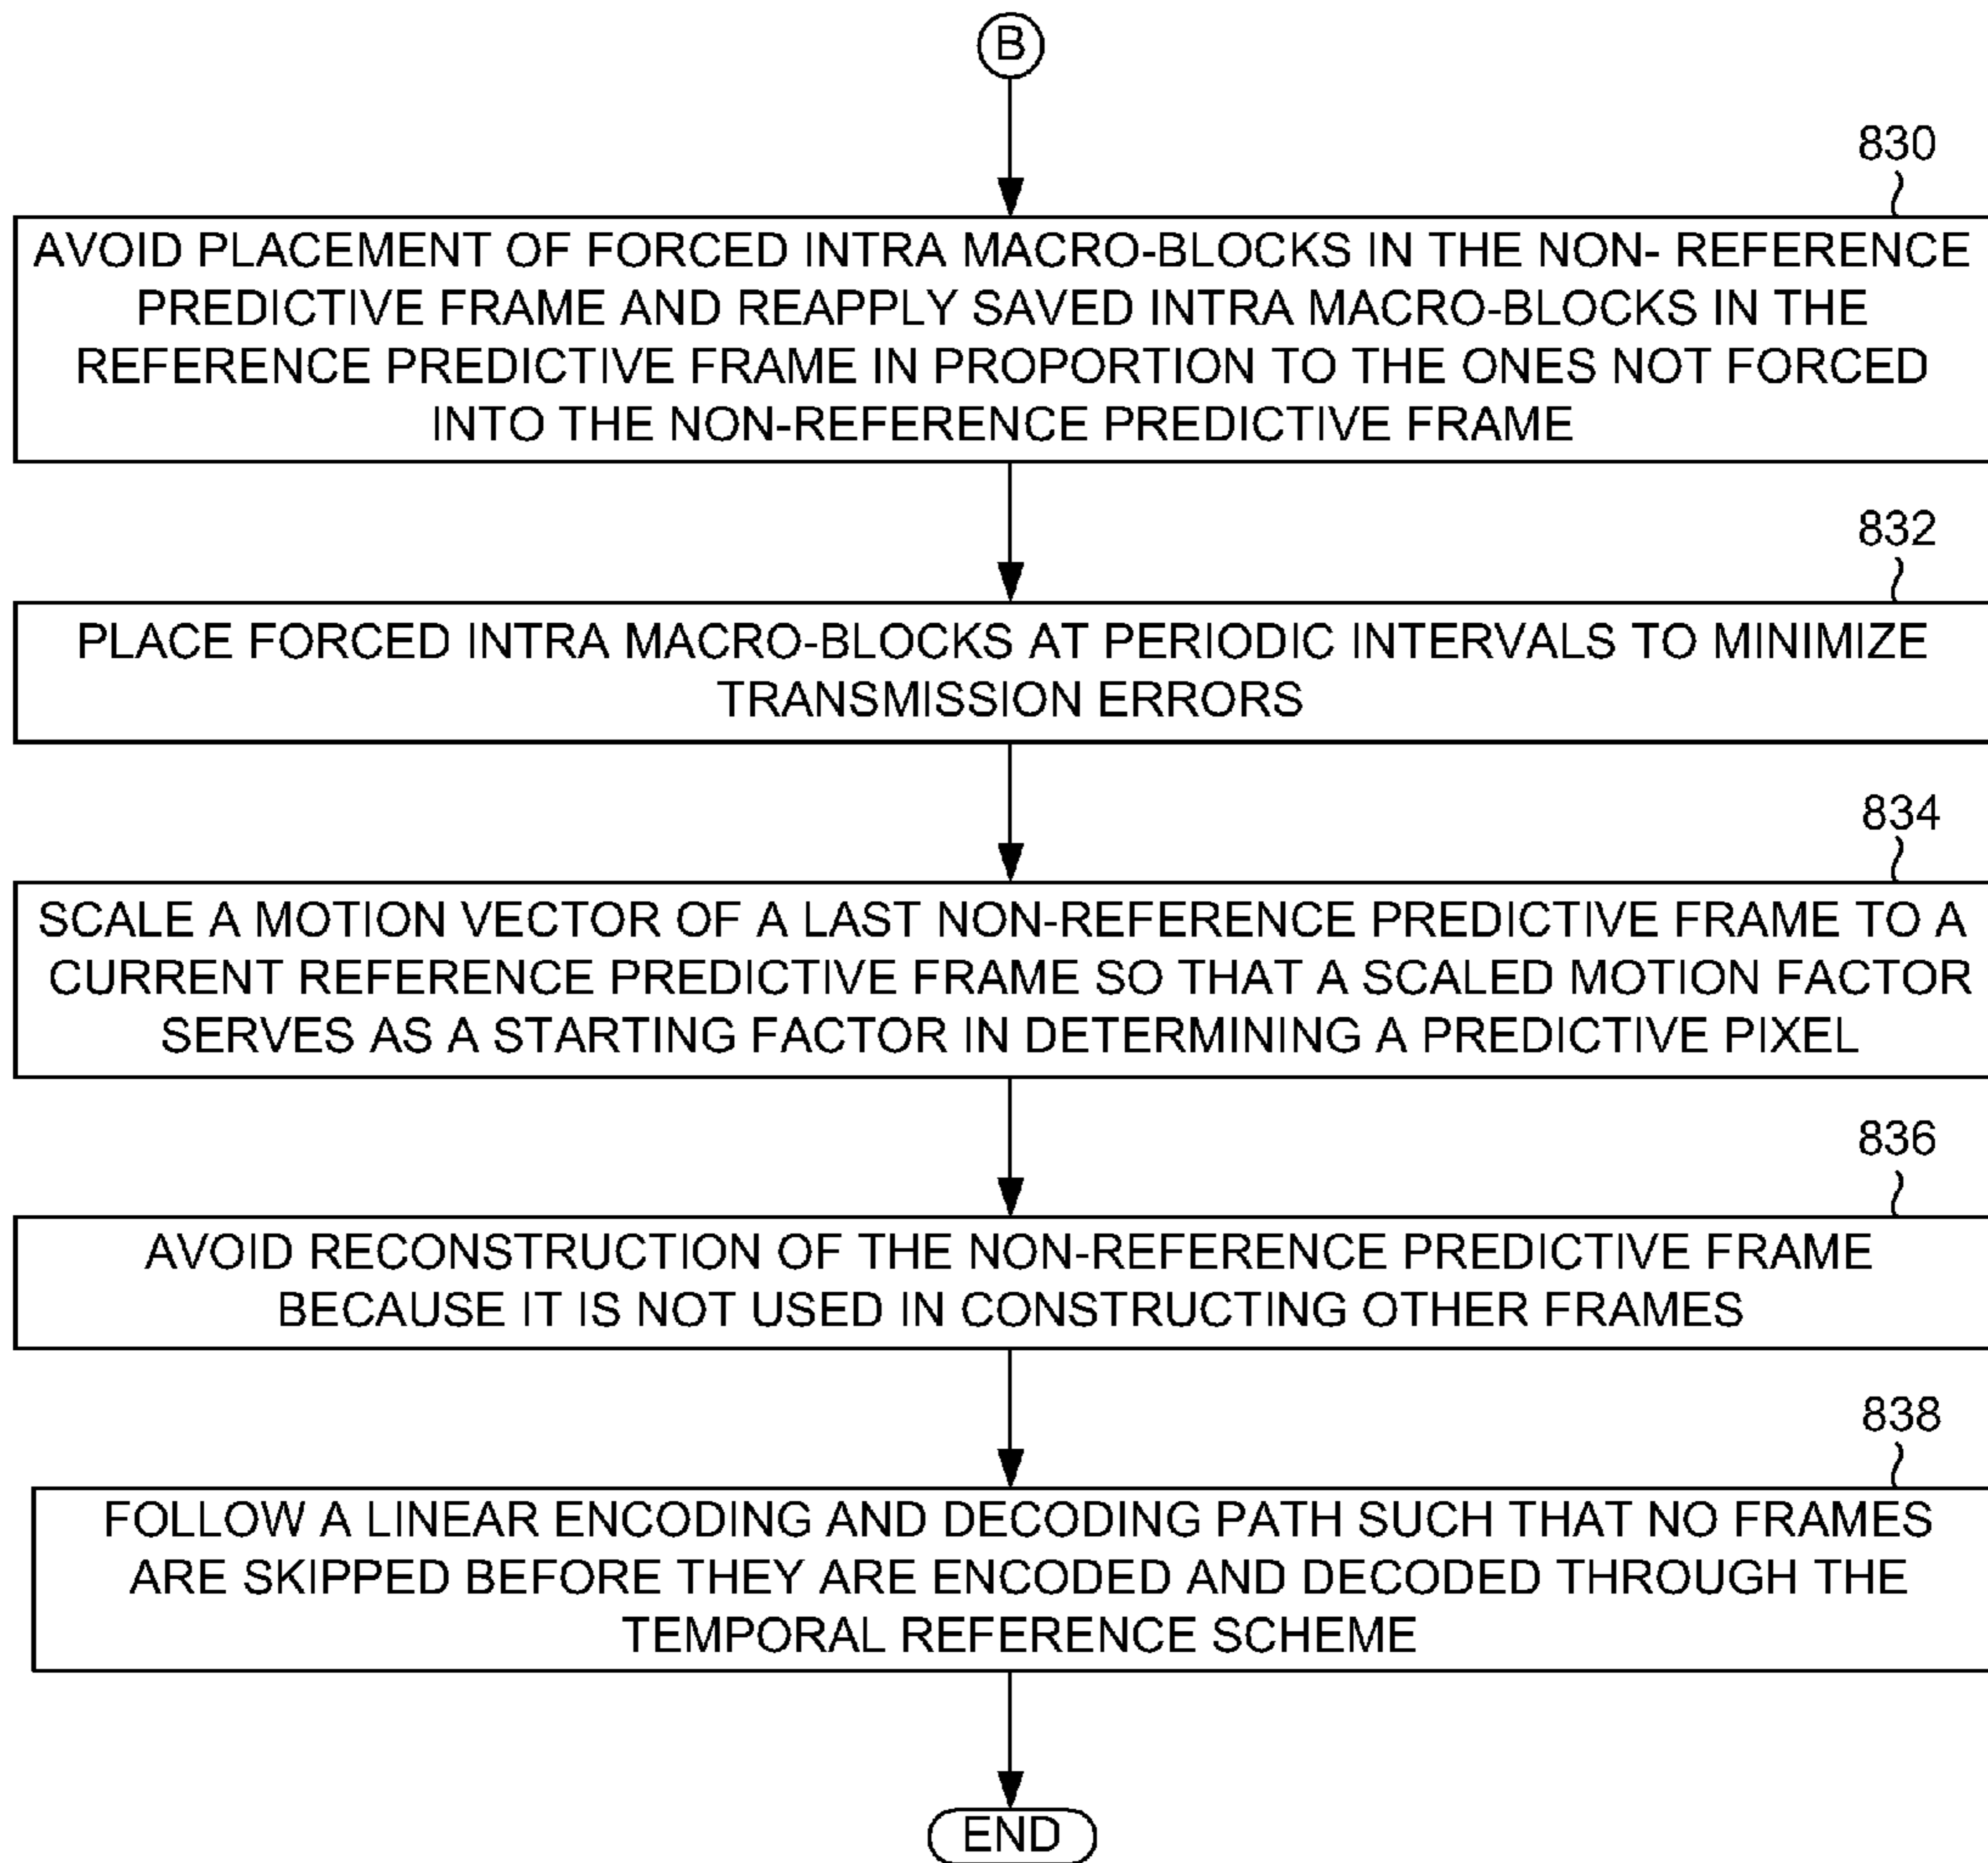 B
830
AVOID PLACEMENT OF FORCED INTRA MACRO-BLOCKS IN THE NON- REFERENCE
PREDICTIVE FRAME AND REAPPLY SAVED INTRA MACRO-BLOCKS IN THE
REFERENCE PREDICTIVE FRAME IN PROPORTION TO THE ONES NOT FORCED
INTO THE NON-REFERENCE PREDICTIVE FRAME
832
PLACE FORCED INTRA MACRO-BLOCKS AT PERIODIC INTERVALS TO MINIMIZE
TRANSMISSION ERRORS
834
SCALE A MOTION VECTOR OF A LAST NON-REFERENCE PREDICTIVE FRAME TO A
CURRENT REFERENCE PREDICTIVE FRAME SO THAT A SCALED MOTION FACTOR
SERVES AS A STARTING FACTOR IN DETERMINING A PREDICTIVE PIXEL
836
AVOID RECONSTRUCTION OF THE NON-REFERENCE PREDICTIVE FRAME
BECAUSE IT IS NOT USED IN CONSTRUCTING OTHER FRAMES
838
FOLLOW A LINEAR ENCODING AND DECODING PATH SUCH THAT NO FRAMES
ARE SKIPPED BEFORE THEY ARE ENCODED AND DECODED THROUGH THE
TEMPORAL REFERENCE SCHEME
END